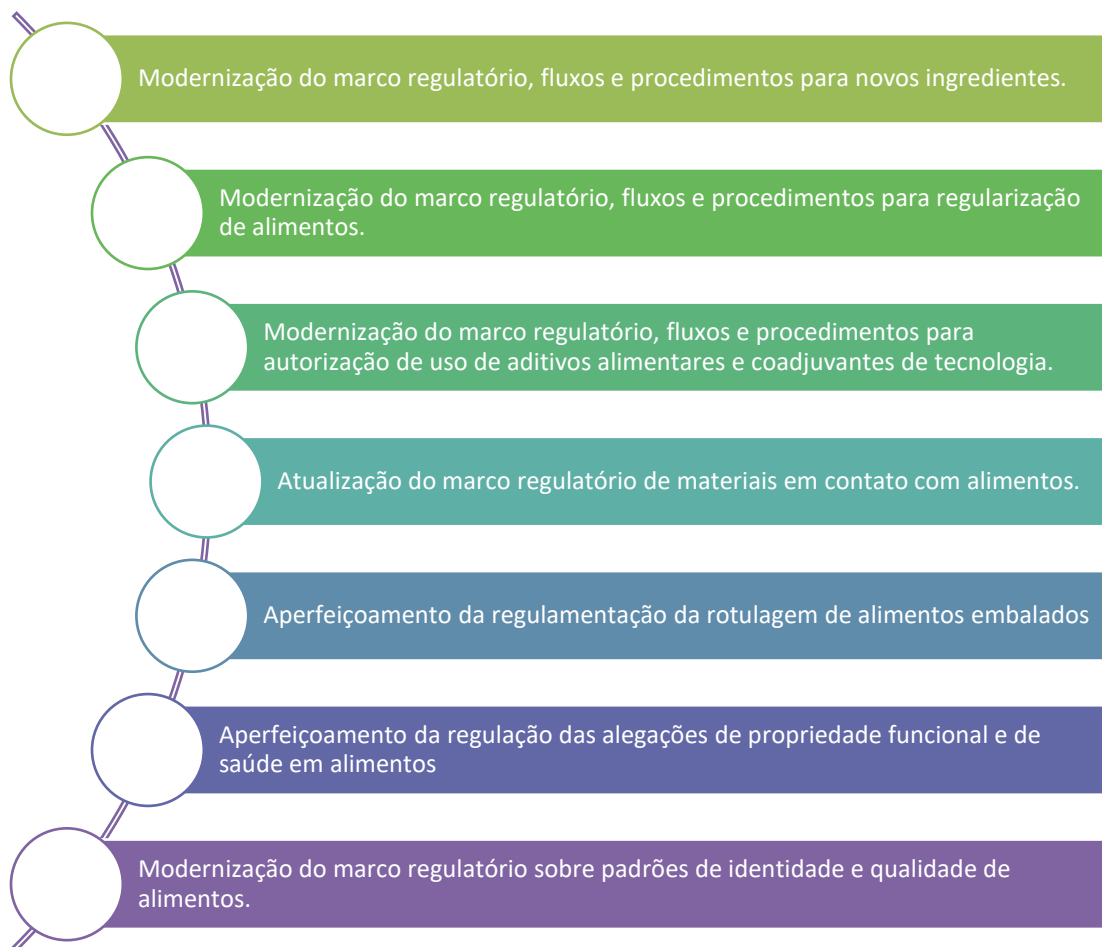 Modernização do marco regulatório, fluxos e procedimentos para novos ingredientes.
Modernização do marco regulatório, fluxos e procedimentos para regularização
de alimentos.
Modernização do marco regulatório, fluxos e procedimentos para
autorização de uso de aditivos alimentares e coadjuvantes de tecnologia.
Atualização do marco regulatório de materiais em contato com alimentos.
Aperfeiçoamento da regulamentação da rotulagem de alimentos embalados
Aperfeiçoamento da regulação das alegações de propriedade funcional e de
saúde em alimentos
Modernização do marco regulatório sobre padrões de identidade e qualidade de
alimentos.